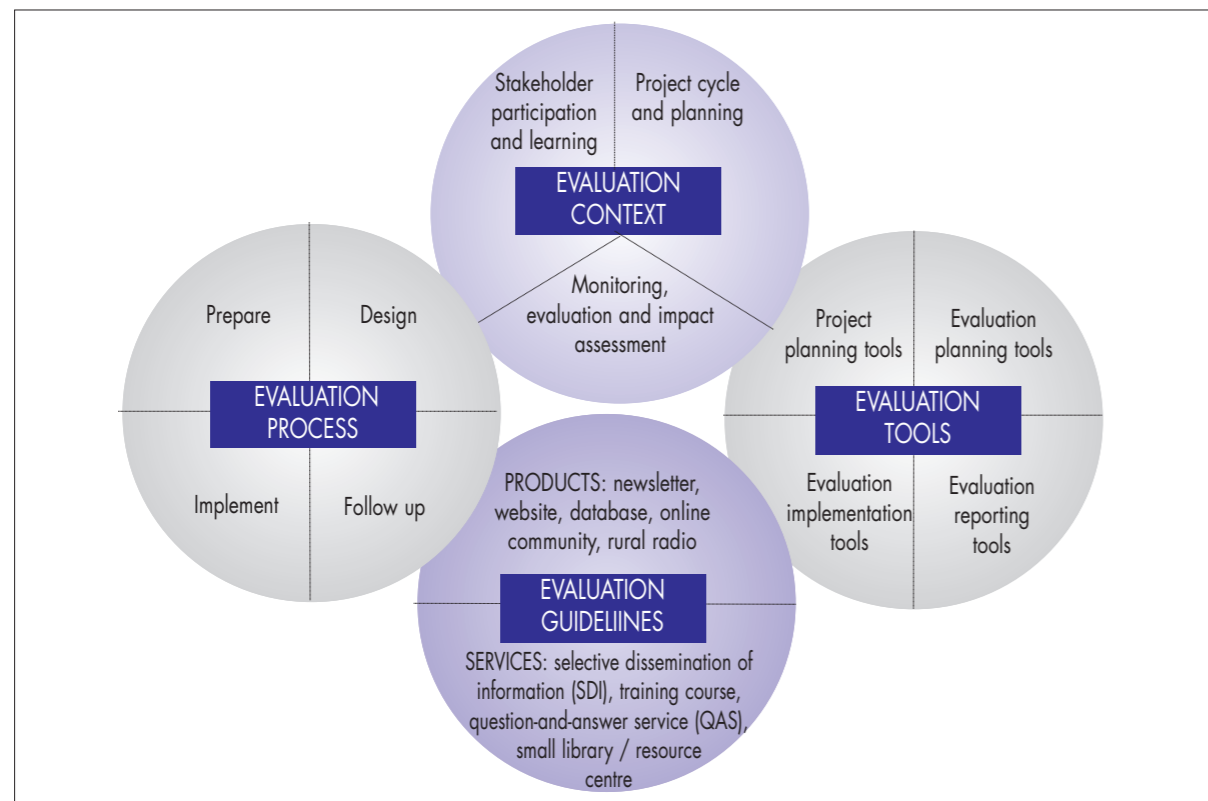 Stakeholder
participation
and learning
Project cycle
and planning
EVALUATION
CONTEXT
Monitoring,
evaluation and impact
assessment
Prepare
Design
EVALUATION
PROCESS
Implement
Follow up
Project
planning tools
Evaluation
planning tools
EVALUATION
TOOLS
Evaluation
implementation
tools
Evaluation
reporting
tools
PRODUCTS: newsletter,
website, database, online
community, rural radio
EVALUATION
GUIDELIINES
SERVICES: selective dissemination of
information (SDI), training course,
question-and-answer service (QAS),
small library / resource
centre